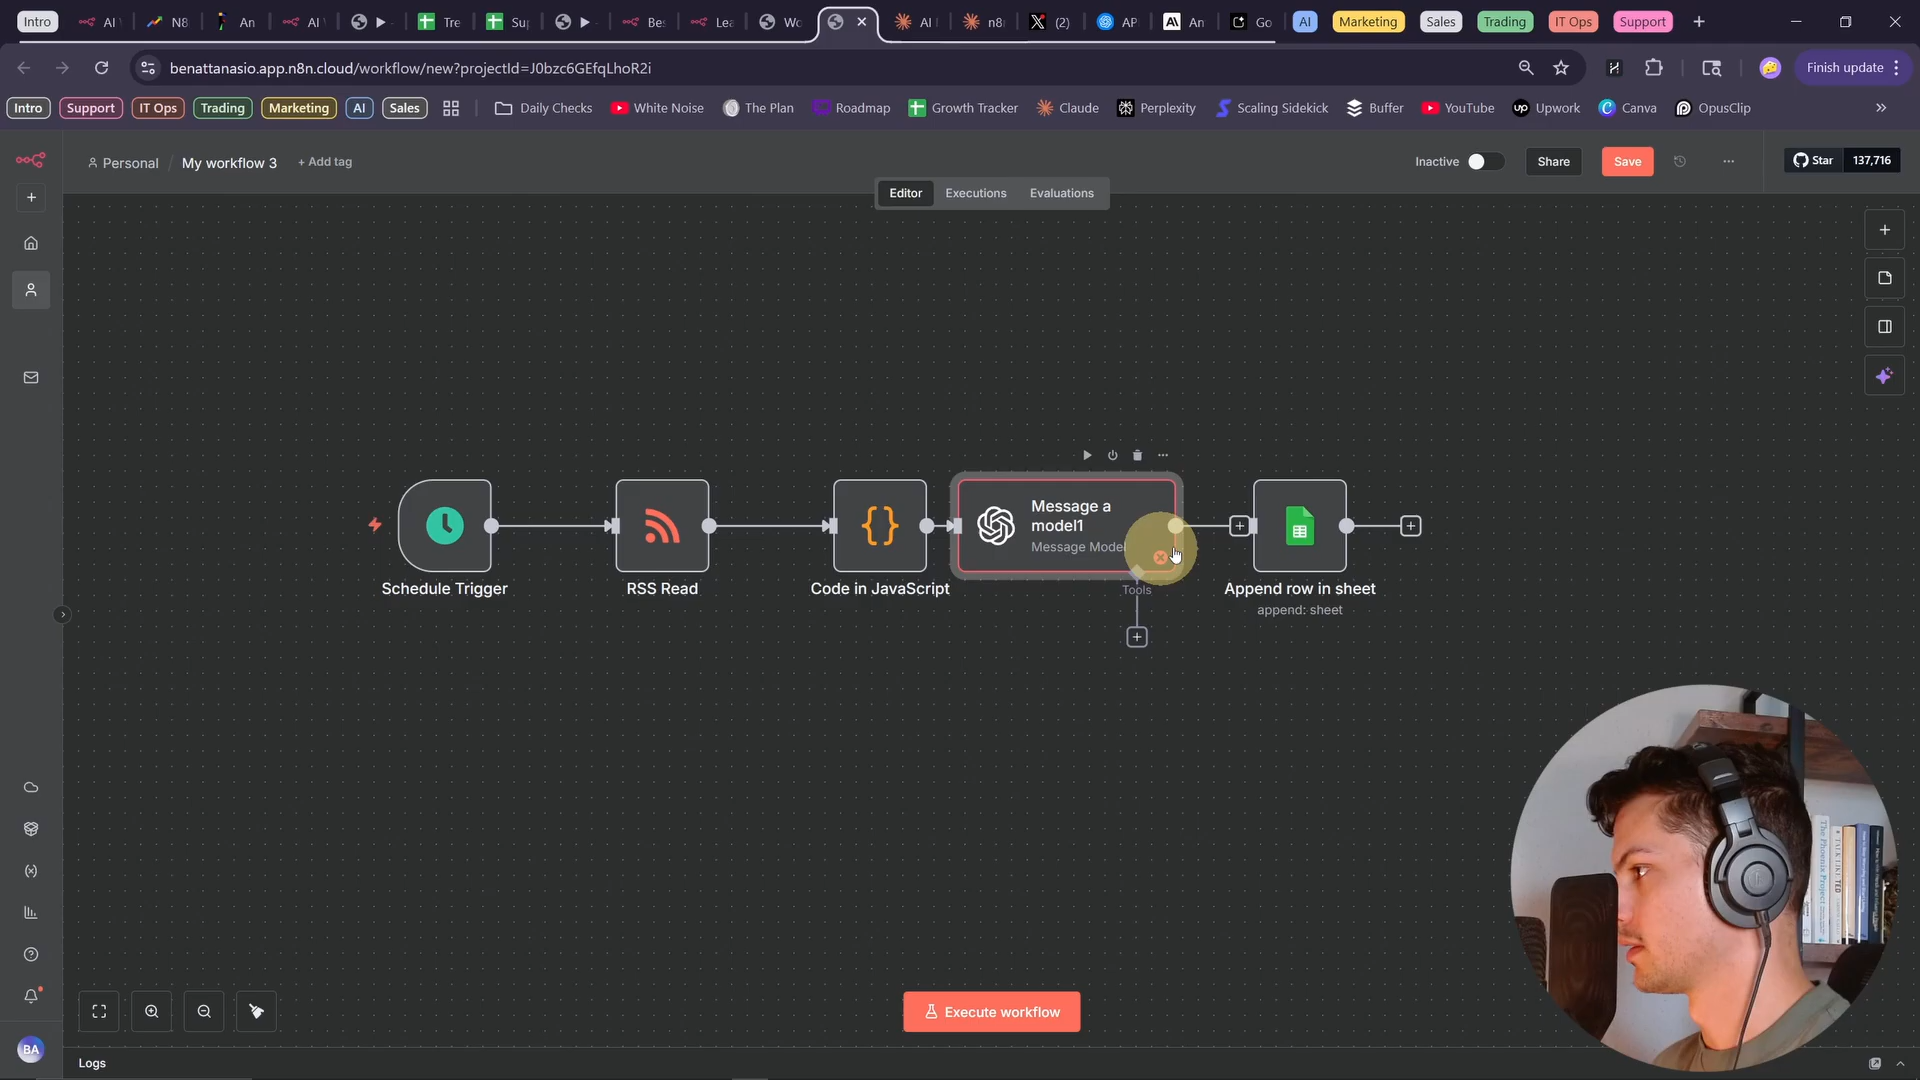 Intro
AI
N8
An
AI
Tre
Su
Bes
Lea
Wo
AI
n8
(2)
AP
An
Go
AI
Marketing
Sales
Trading
IT Ops
Support
benattanasio.app.n8n.cloud/workflow/new?projectId=J0bzc6GEfqLhoR2i
Finish update
Intro
Support
IT Ops
Trading
Marketing
AI
Sales
Daily Checks
White Noise
The Plan
Roadmap
Growth Tracker
Claude
Perplexity
Scaling Sidekick
Buffer
YouTube
Upwork
Canva
OpusClip
Personal / My workflow 3
+ Add tag
Inactive
Share
Save
Star
137,716
Editor
Executions
Evaluations
Message a
model1
Message Model
Schedule Trigger
RSS Read
Code in JavaScript
Tools
Append row in sheet
append: sheet
Execute workflow
BA
Logs